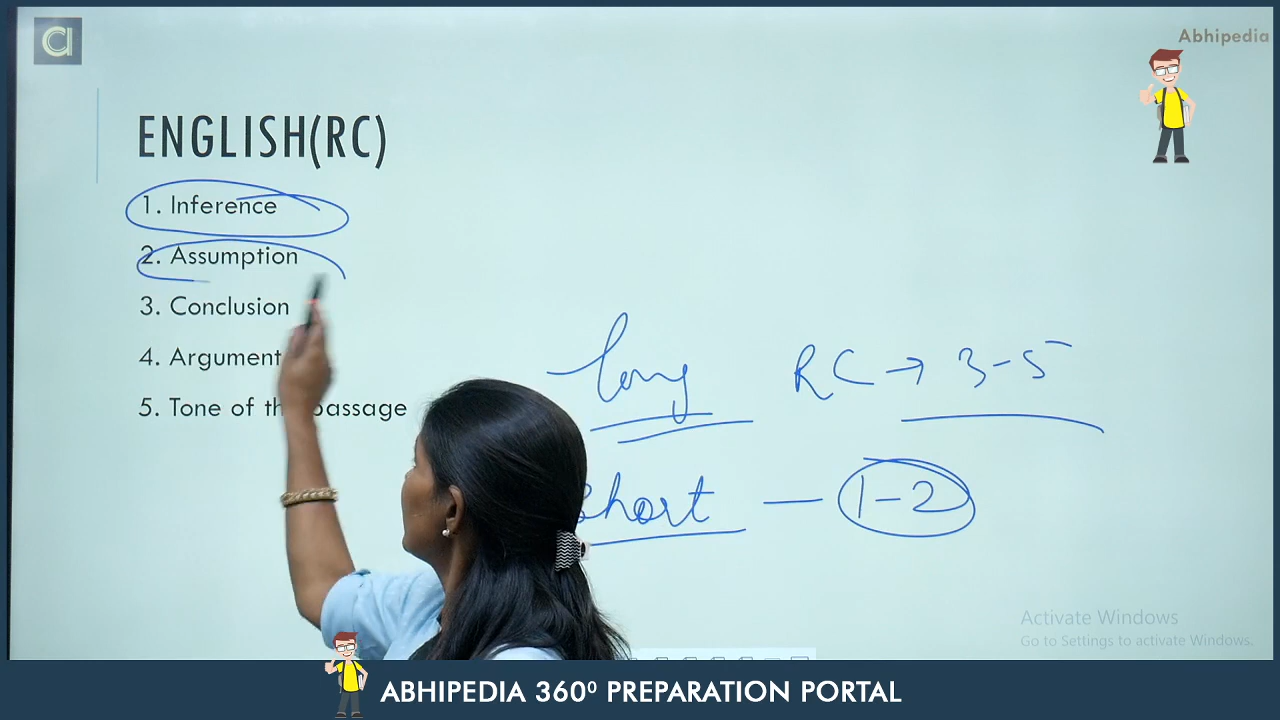 Abhipedia
ENGLISH(RC)
1. Inference
2. Assumption
3. Conclusion
4. Argument
5. Tone of th passage
long RC → 3-5
Short — 1-2
Activate Windows
Go to Settings to activate Windows.
ABHIPEDIA 360⁰ PREPARATION PORTAL